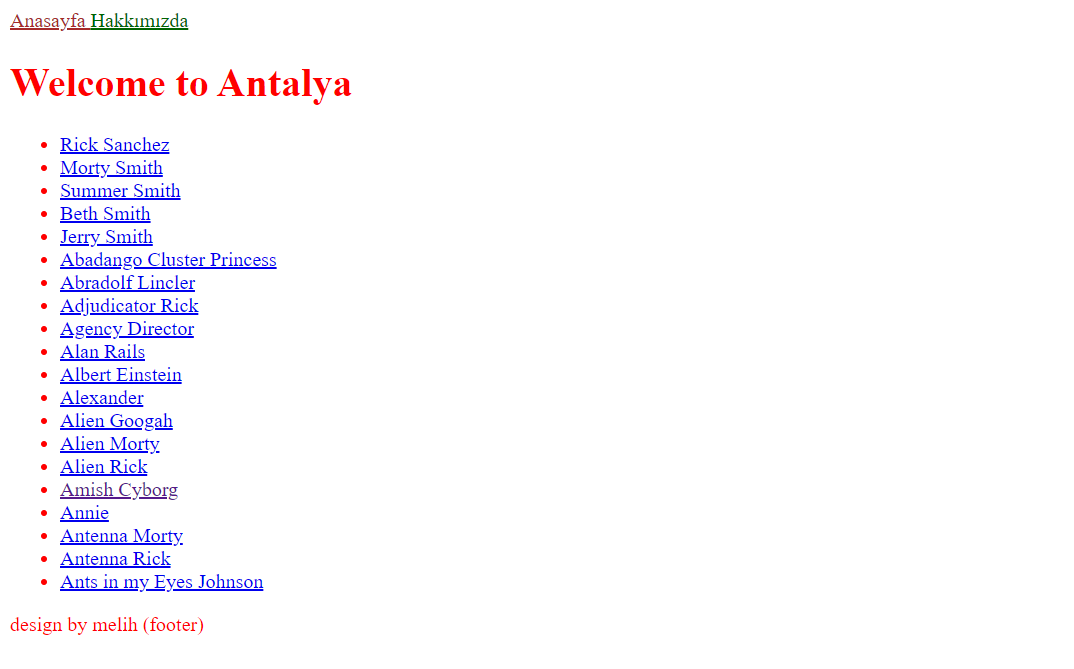 Anasayfa Hakkımızda
Welcome to Antalya
Rick Sanchez
Morty Smith
Summer Smith
Beth Smith
Jerry Smith
Abadango Cluster Princess
Abradolf Lincler
Adjudicator Rick
Agency Director
Alan Rails
Albert Einstein
Alexander
Alien Googah
Alien Morty
Alien Rick
Amish Cyborg
Annie
Antenna Morty
Antenna Rick
Ants in my Eyes Johnson
design by melih (footer)